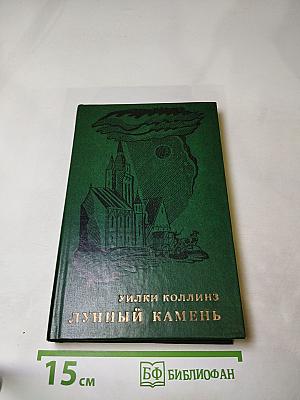 УИЛКИ КОЛЛИНЗ
ЛУННЫЙ КАМЕНЬ
15 см
БФ БИБЛИОФАН